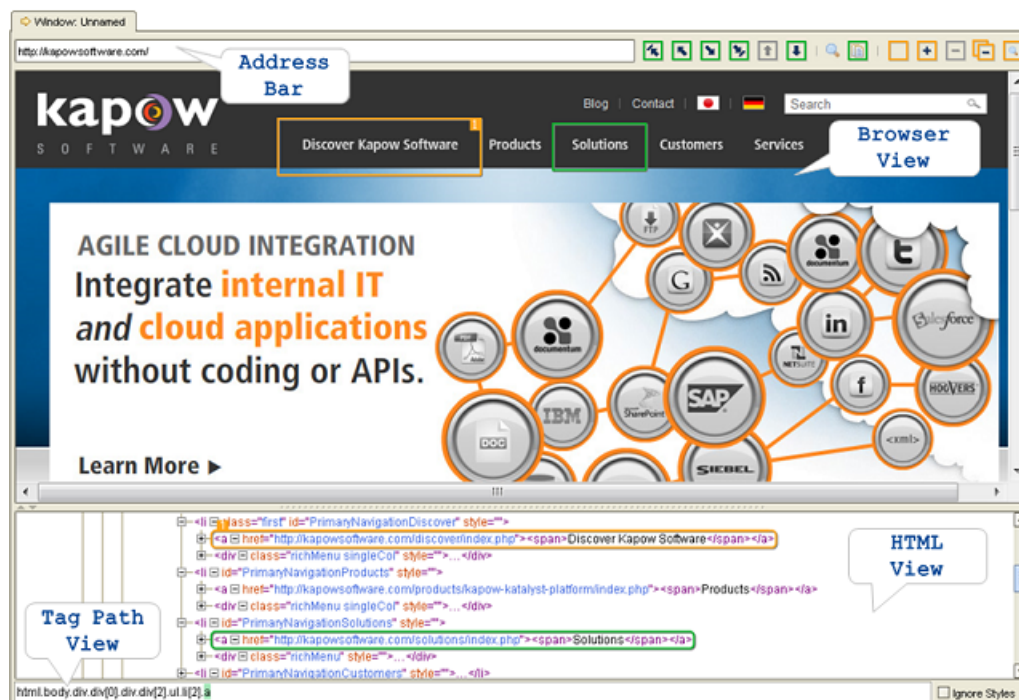 Window: Unnamed
http://kapowsoftware.com/
Address
Bar
kapow
SOFTWARE
Blog | Contact |
Search
Discover Kapow Software
1
Products
Solutions
Customers
Services
Browser
View
AGILE CLOUD INTEGRATION
Integrate internal IT
and cloud applications
without coding or APIs.
Learn More
FTP
documentum
G
in
salesforce
PDF
Adobe
documentum
NETSUITE
f
HOOVERS
IBM
SharePoint
SAP
DOC
<xml>
SIEBEL
<li class="first" id="PrimaryNavigationDiscover" style="">
<a href="http://kapowsoftware.com/discover/index.php"><span>Discover Kapow Software</span></a>
<div class="richMenu singleCol" style="">...</div>
<li id="PrimaryNavigationProducts" style="">
<a href="http://kapowsoftware.com/products/kapow-katalyst-platform/index.php"><span>Products</span></a>
<div class="richMenu singleCol" style="">...</div>
<li id="PrimaryNavigationSolutions" style="">
<a href="http://kapowsoftware.com/solutions/index.php"><span>Solutions</span></a>
<div class="richMenu" style="">...</div>
<li id="PrimaryNavigationCustomers" style="">...</li>
HTML
View
Tag Path
View
html.body.div.div[0].div.div[2].ul.li[2].a
Ignore Styles